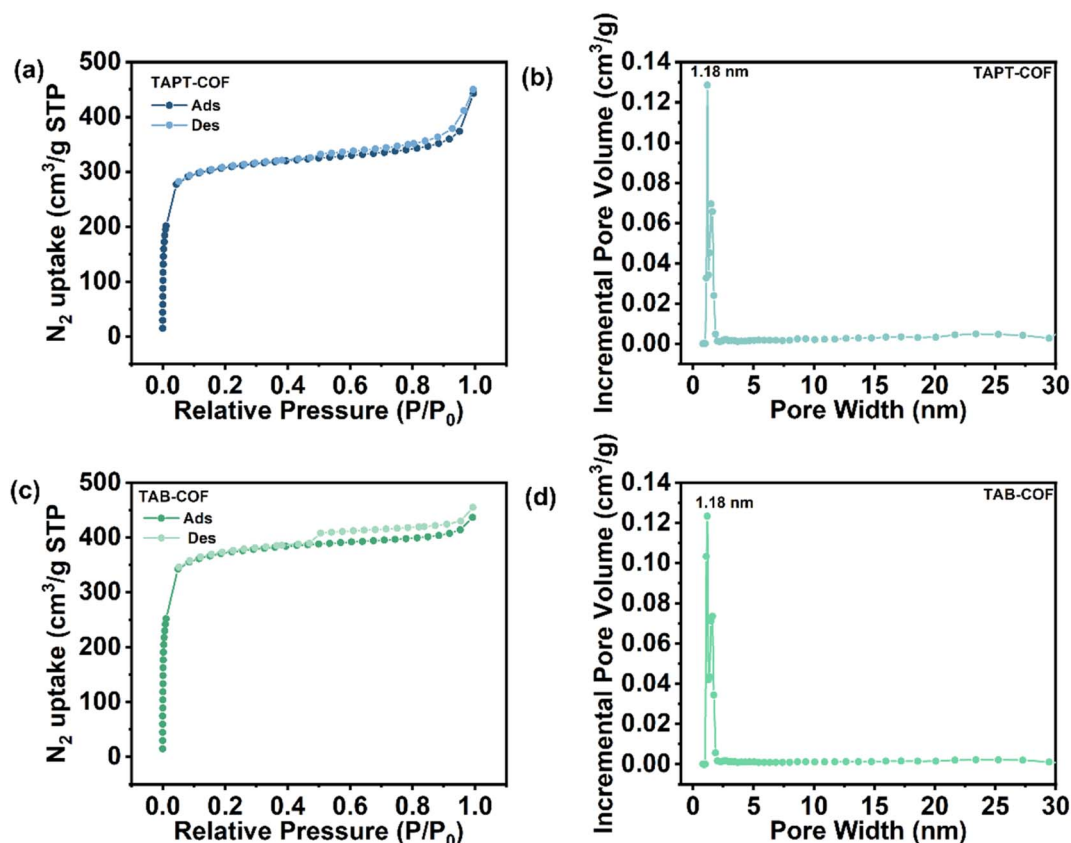 (a)
TAPT-COF
Ads
Des
N₂ uptake (cm³/g STP)
500
400
300
200
100
0
0.0 0.2 0.4 0.6 0.8 1.0
Relative Pressure (P/P₀)
(b)
1.18 nm
TAPT-COF
Incremental Pore Volume (cm³/g)
0.14
0.12
0.10
0.08
0.06
0.04
0.02
0.00
0 5 10 15 20 25 30
Pore Width (nm)
(c)
TAB-COF
Ads
Des
N₂ uptake (cm³/g STP)
500
400
300
200
100
0
0.0 0.2 0.4 0.6 0.8 1.0
Relative Pressure (P/P₀)
(d)
1.18 nm
TAB-COF
Incremental Pore Volume (cm³/g)
0.14
0.12
0.10
0.08
0.06
0.04
0.02
0.00
0 5 10 15 20 25 30
Pore Width (nm)